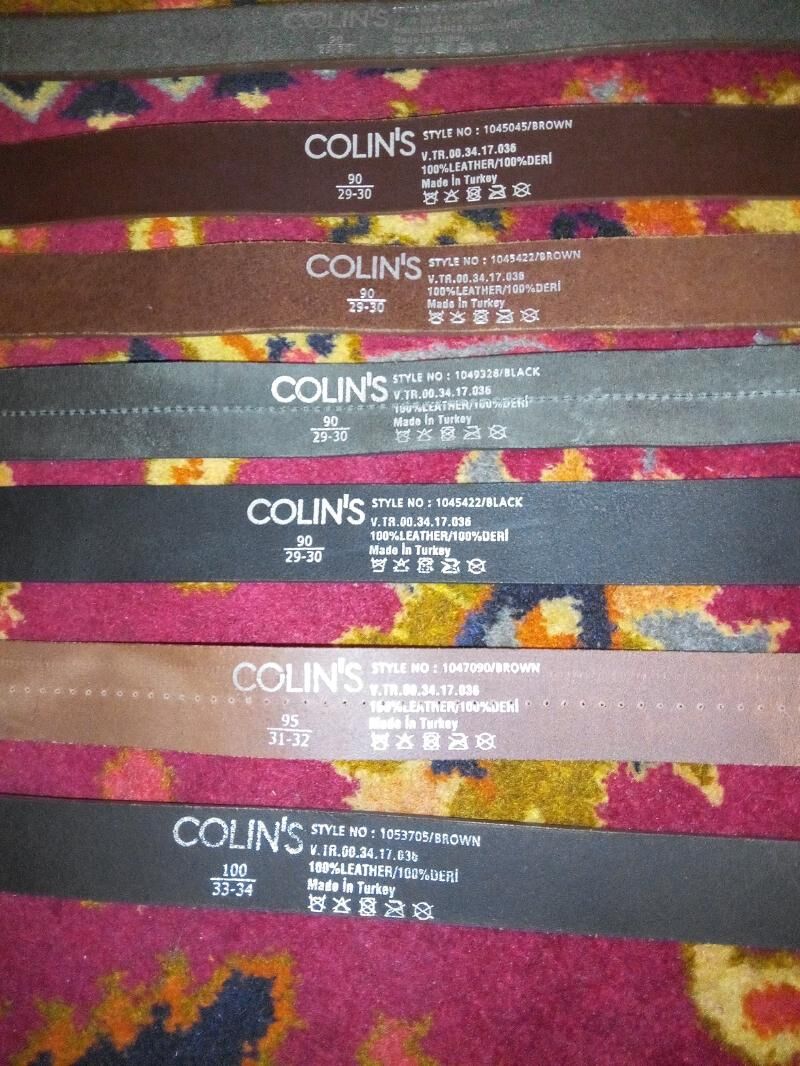 COLIN'S
COLIN'S
STYLE NO : 1045045/BROWN
V.TR.00.34.17.036
100%LEATHER/100%DERİ
Made İn Turkey
90
29-30
COLIN'S
STYLE NO : 1045422/BROWN
V.TR.00.34.17.036
100%LEATHER/100%DERİ
Made İn Turkey
90
29-30
COLIN'S
STYLE NO : 1049328/BLACK
V.TR.00.34.17.036
100%LEATHER/100%DERİ
Made İn Turkey
90
29-30
COLIN'S
STYLE NO : 1045422/BLACK
V.TR.00.34.17.036
100%LEATHER/100%DERİ
Made İn Turkey
90
29-30
COLIN'S
STYLE NO : 1047090/BROWN
V.TR.00.34.17.036
100%LEATHER/100%DERİ
Made İn Turkey
95
31-32
COLIN'S
STYLE NO : 1053705/BROWN
V.TR.00.34.17.036
100%LEATHER/100%DERİ
Made İn Turkey
100
33-34